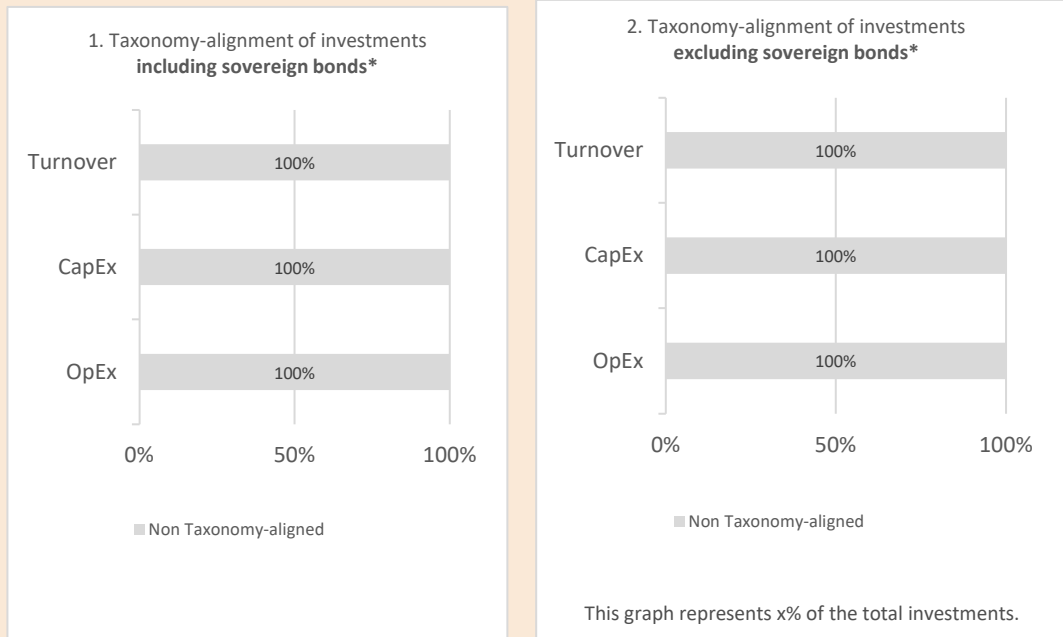 1. Taxonomy-alignment of investments
including sovereign bonds*
Turnover
100%
CapEx
100%
OpEx
100%
0%
50%
100%
Non Taxonomy-aligned
2. Taxonomy-alignment of investments
excluding sovereign bonds*
Turnover
100%
CapEx
100%
OpEx
100%
0%
50%
100%
Non Taxonomy-aligned
This graph represents x% of the total investments.